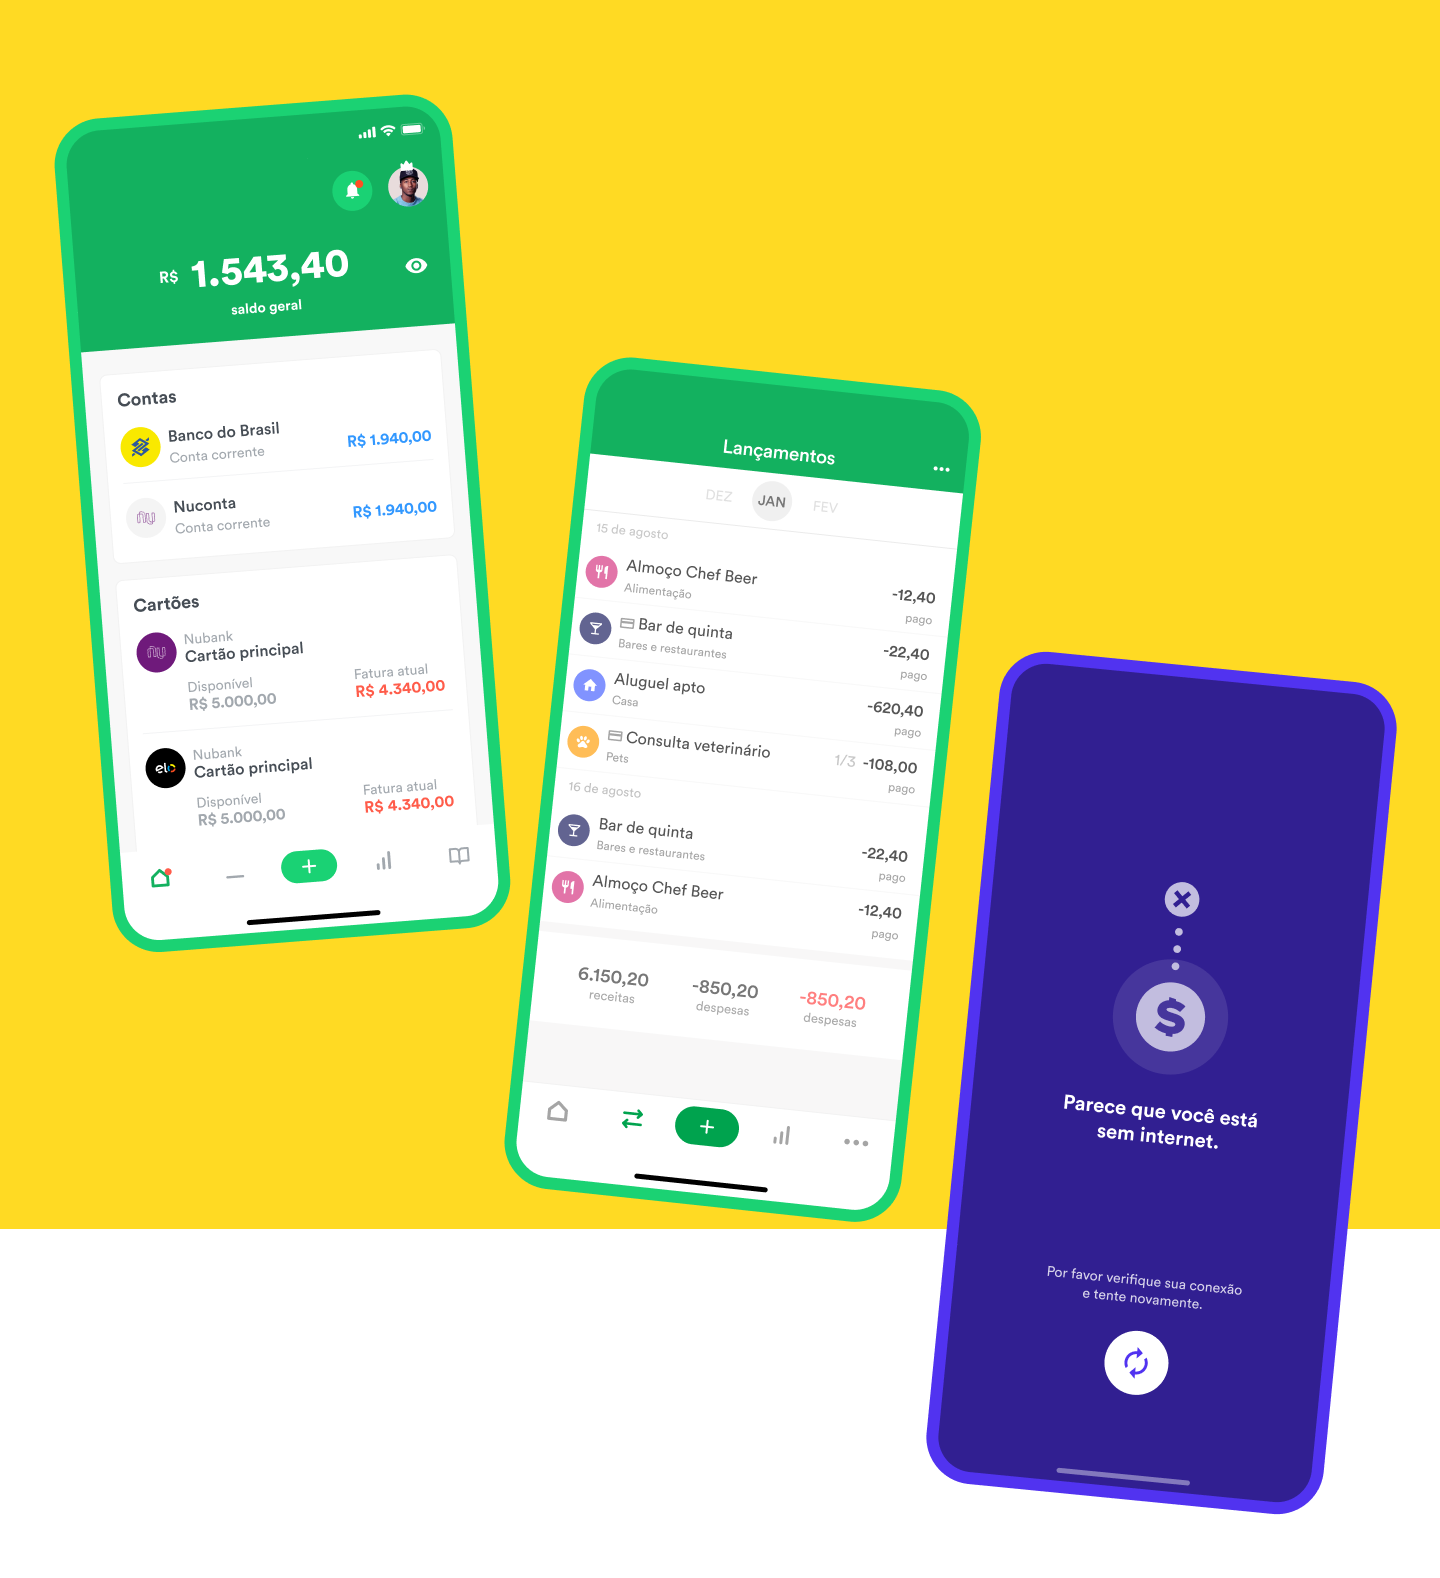 R$ 1.543,40
saldo geral
Contas
Banco do Brasil
Conta corrente
R$ 1.940,00
Nuconta
Conta corrente
R$ 1.940,00
Cartões
Nubank
Cartão principal
Disponível
R$ 5.000,00
Fatura atual
R$ 4.340,00
elo
Nubank
Cartão principal
Disponível
R$ 5.000,00
Fatura atual
R$ 4.340,00
Lançamentos
DEZ JAN FEV
15 de agosto
Almoço Chef Beer
Alimentação
-12,40
pago
Bar de quinta
Bares e restaurantes
-22,40
pago
Aluguel apto
Casa
-620,40
pago
Consulta veterinário
Pets
1/3 -108,00
pago
16 de agosto
Bar de quinta
Bares e restaurantes
-22,40
pago
Almoço Chef Beer
Alimentação
-12,40
pago
6.150,20
receitas
-850,20
despesas
-850,20
despesas
$
Parece que você está
sem internet.
Por favor verifique sua conexão
e tente novamente.